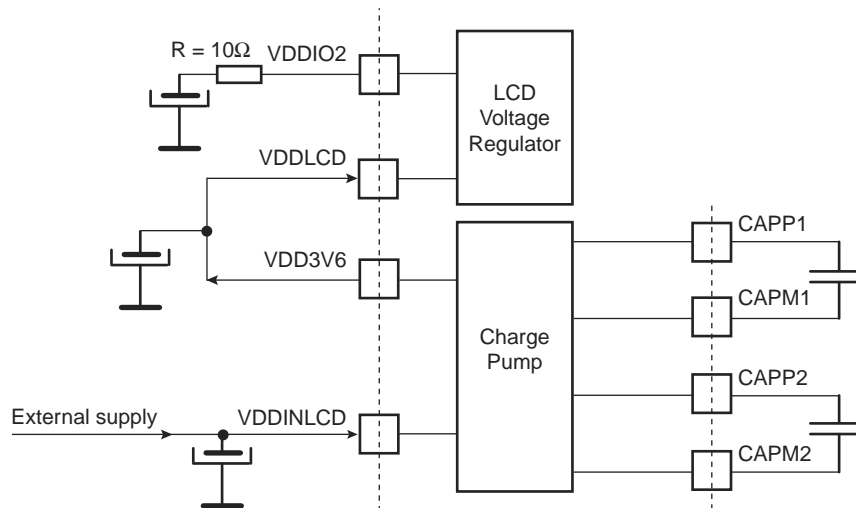 R = 10Ω
VDDIO2
LCD
Voltage
Regulator
VDDLCD
VDD3V6
CAPP1
CAPM1
Charge
Pump
CAPP2
External supply
VDDINLCD
CAPM2